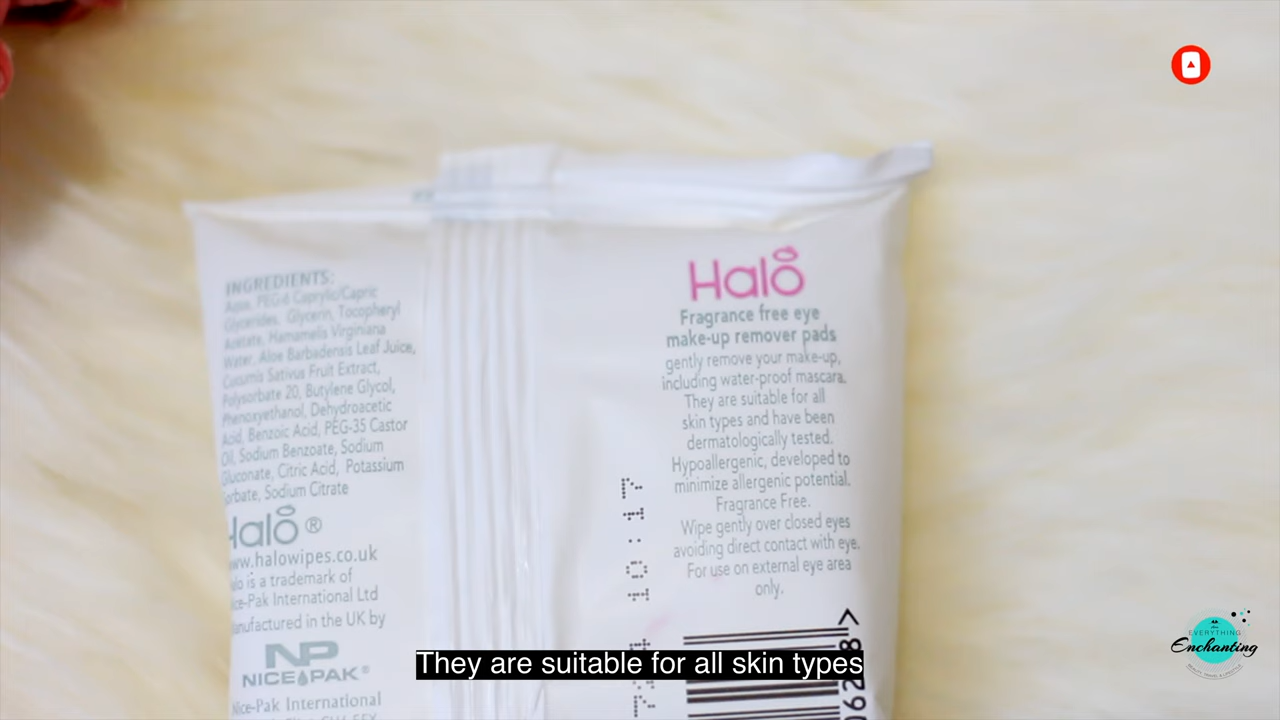 INGREDIENTS:
Aqua, PEG-6 Caprylic/Capric
Glycerides, Glycerin, Tocopheryl
Acetate, Hamamelis Virginiana
Water, Aloe Barbadensis Leaf Juice,
Cucumis Sativus Fruit Extract,
Polysorbate 20, Butylene Glycol,
Phenoxyethanol, Dehydroacetic
Acid, Benzoic Acid, PEG-35 Castor
Oil, Sodium Benzoate, Sodium
Gluconate, Citric Acid, Potassium
Sorbate, Sodium Citrate
Halo®
www.halowipes.co.uk
Halo is a trademark of
Nice-Pak International Ltd
Manufactured in the UK by
NP
NICE PAK®
Nice-Pak International
Halo
Fragrance free eye
make-up remover pads
gently remove your make-up,
including water-proof mascara.
They are suitable for all
skin types and have been
dermatologically tested.
Hypoallergenic, developed to
minimize allergenic potential.
Fragrance Free.
Wipe gently over closed eyes
avoiding direct contact with eye.
For use on external eye area
only.
10:17
They are suitable for all skin types
EVERYTHING
Enchanting